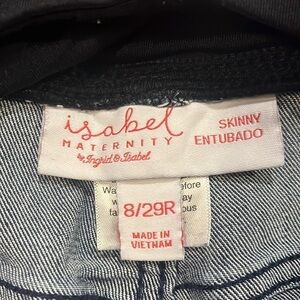 isabel
MATERNITY
by Ingrid & Isabel
SKINNY
ENTUBADO
8/29R
MADE IN
VIETNAM